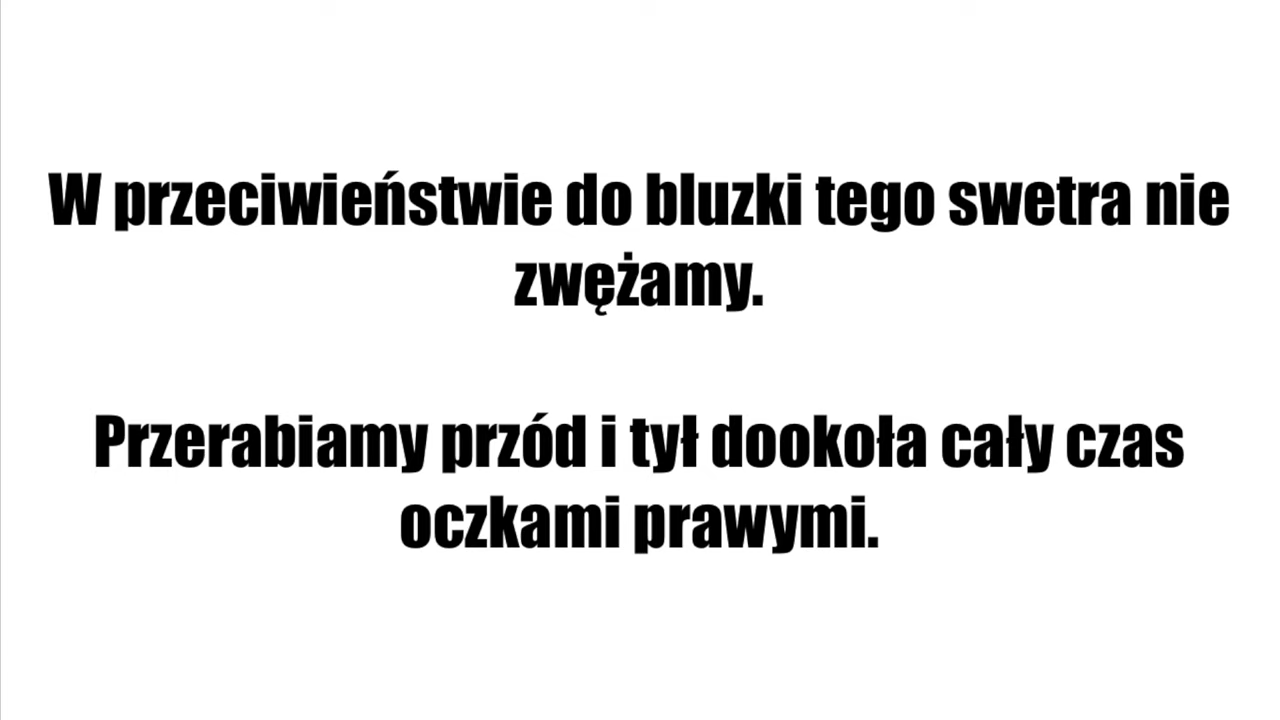 W przeciwieństwie do bluzki tego swetra nie
zwężamy.
Przerabiamy przód i tył dookoła cały czas
oczkami prawymi.